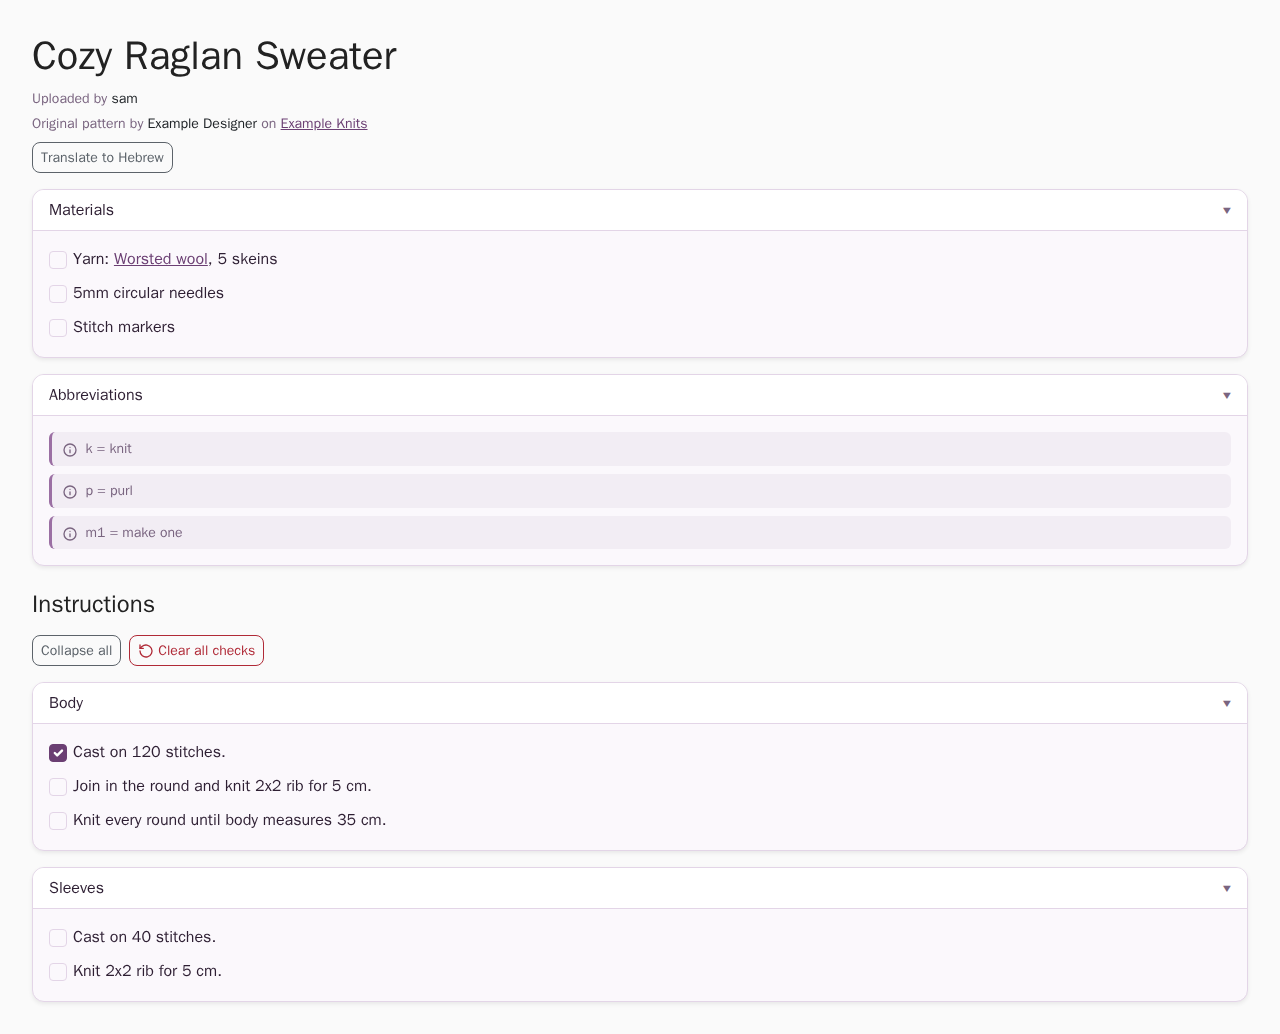 Cozy Raglan Sweater
Uploaded by sam
Original pattern by Example Designer on Example Knits
Translate to Hebrew
Materials
Yarn: Worsted wool, 5 skeins
5mm circular needles
Stitch markers
Abbreviations
k = knit
p = purl
m1 = make one
Instructions
Collapse all
Clear all checks
Body
Cast on 120 stitches.
Join in the round and knit 2x2 rib for 5 cm.
Knit every round until body measures 35 cm.
Sleeves
Cast on 40 stitches.
Knit 2x2 rib for 5 cm.